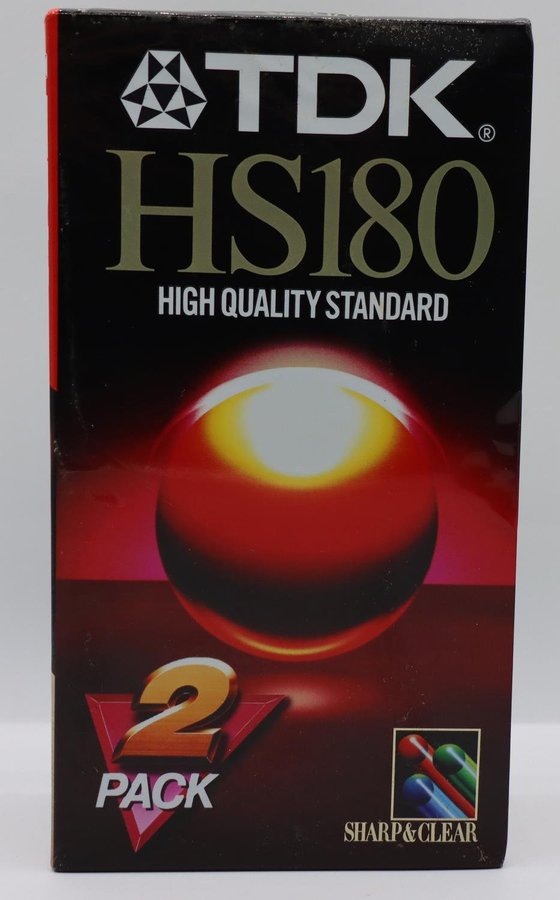 TDK®
HS180
HIGH QUALITY STANDARD
2
PACK
SHARP&CLEAR